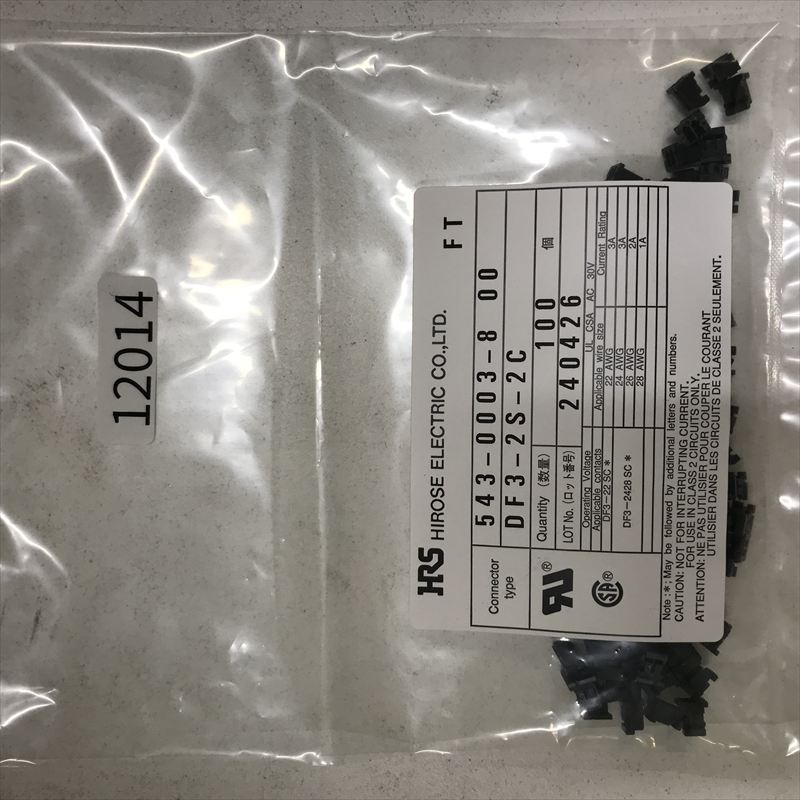 12014
HRS HIROSE ELECTRIC CO.,LTD. FT
Connector type
543-0003-8 00
DF3-2S-2C
Quantity (数量) 100 個
LOT No. (ロット番号) 240426
UL CSA AC 30V
Operating Voltage
Applicable contacts Applicable wire size Current Rating
DF3-22 SC * 22 AWG 3A
24 AWG 3A
DF3-2428 SC * 26 AWG 2A
28 AWG 1A
Note :*; May be followed by additional letters and numbers.
CAUTION: NOT FOR INTERRUPTING CURRENT.
FOR USE IN CLASS 2 CIRCUITS ONLY.
ATTENTION: NE PAS UTILISIER POUR COUPER LE COURANT
UTILISIER DANS LES CIRCUITS DE CLASSE 2 SEULEMENT.